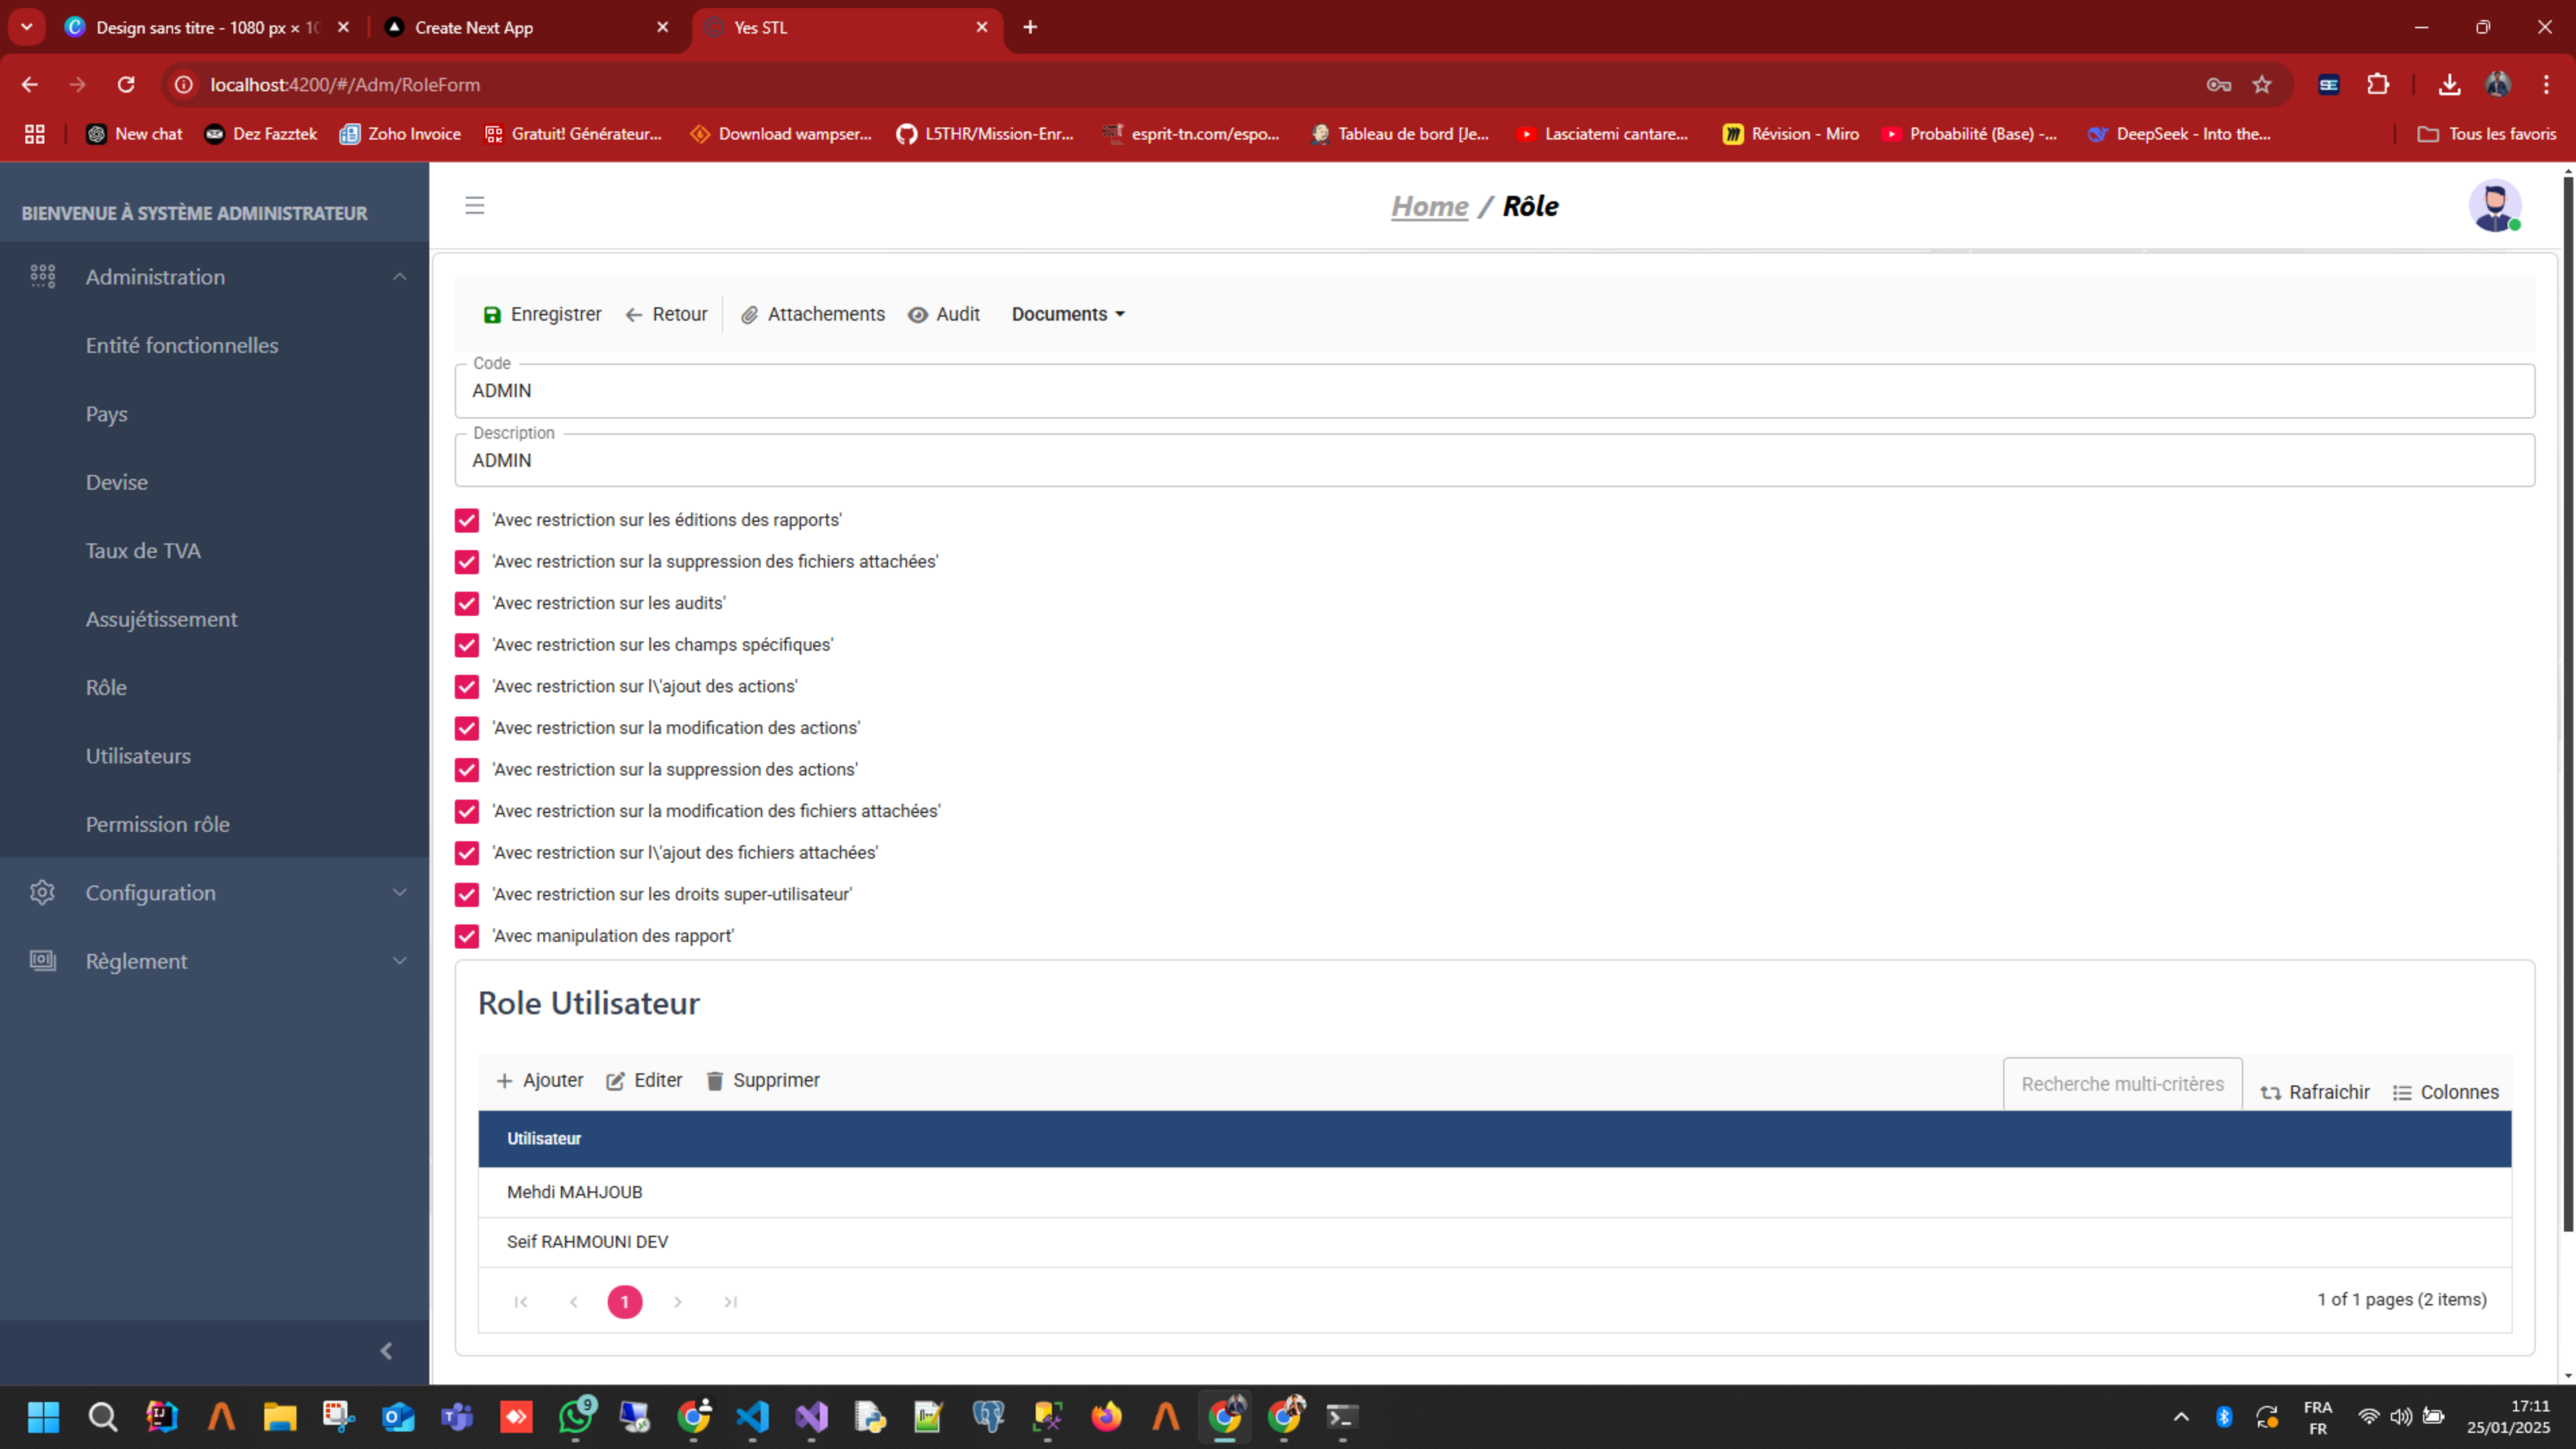 Design sans titre - 1080 px × 10
Create Next App
Yes STL
localhost:4200/#/Adm/RoleForm
New chat
Dez Fazztek
Zoho Invoice
Gratuit! Générateur...
Download wampser...
L5THR/Mission-Enr...
esprit-tn.com/espo...
Tableau de bord [Je...
Lasciatemi cantare...
Révision - Miro
Probabilité (Base) -...
DeepSeek - Into the...
Tous les favoris
BIENVENUE À SYSTÈME ADMINISTRATEUR
Home / Rôle
Administration
Entité fonctionnelles
Pays
Devise
Taux de TVA
Assujétissement
Rôle
Utilisateurs
Permission rôle
Configuration
Règlement
Enregistrer
Retour
Attachements
Audit
Documents
Code
ADMIN
Description
ADMIN
'Avec restriction sur les éditions des rapports'
'Avec restriction sur la suppression des fichiers attachées'
'Avec restriction sur les audits'
'Avec restriction sur les champs spécifiques'
'Avec restriction sur l\'ajout des actions'
'Avec restriction sur la modification des actions'
'Avec restriction sur la suppression des actions'
'Avec restriction sur la modification des fichiers attachées'
'Avec restriction sur l\'ajout des fichiers attachées'
'Avec restriction sur les droits super-utilisateur'
'Avec manipulation des rapport'
Role Utilisateur
Ajouter
Editer
Supprimer
Recherche multi-critères
Rafraichir
Colonnes
Utilisateur
Mehdi MAHJOUB
Seif RAHMOUNI DEV
1
1 of 1 pages (2 items)
9
FRA
FR
17:11
25/01/2025